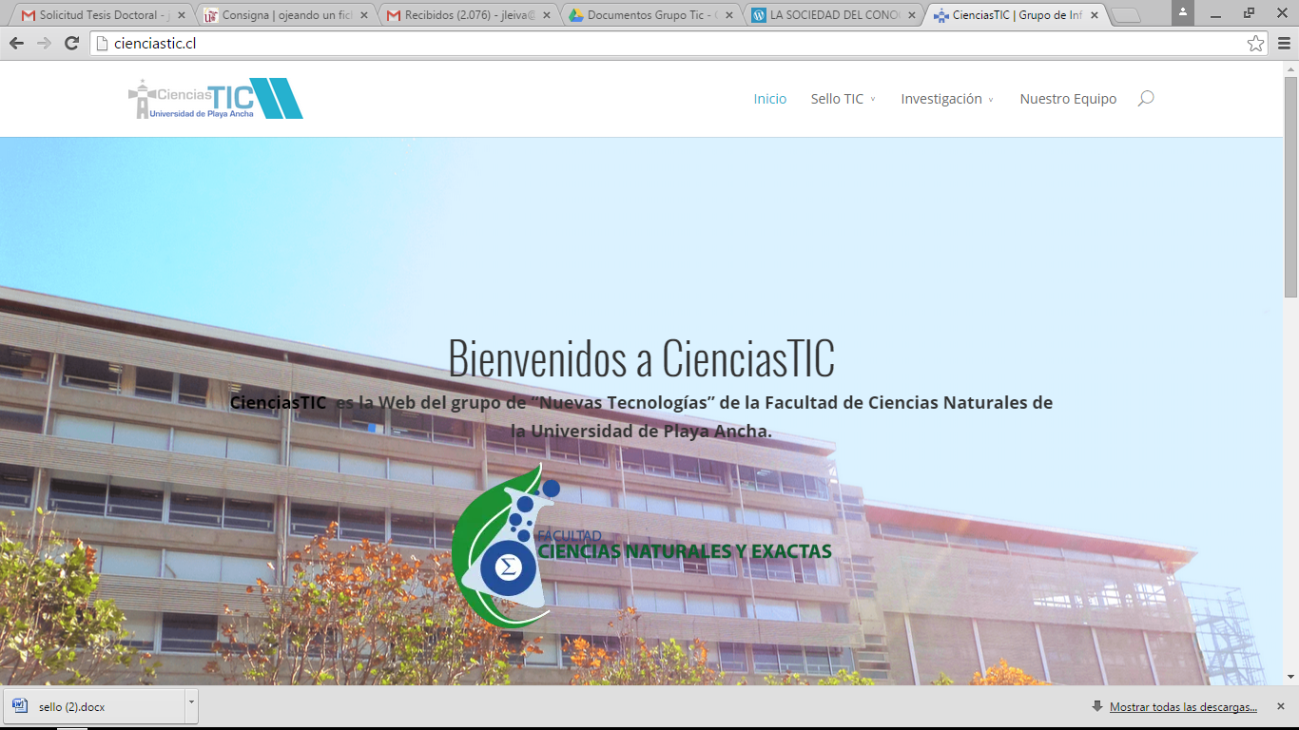 Solicitud Tesis Doctoral - j
Consigna | ojeando un fic
Recibidos (2.076) - jleiva@
Documentos Grupo Tic - 
LA SOCIEDAD DEL CONO
CienciasTIC | Grupo de Inf
cienciastic.cl
CienciasTIC
Universidad de Playa Ancha
Inicio
Sello TIC
Investigación
Nuestro Equipo
Bienvenidos a CienciasTIC
CienciasTIC es la Web del grupo de “Nuevas Tecnologías” de la Facultad de Ciencias Naturales de
la Universidad de Playa Ancha.
FACULTAD
CIENCIAS NATURALES Y EXACTAS
Σ
sello (2).docx
Mostrar todas las descargas...